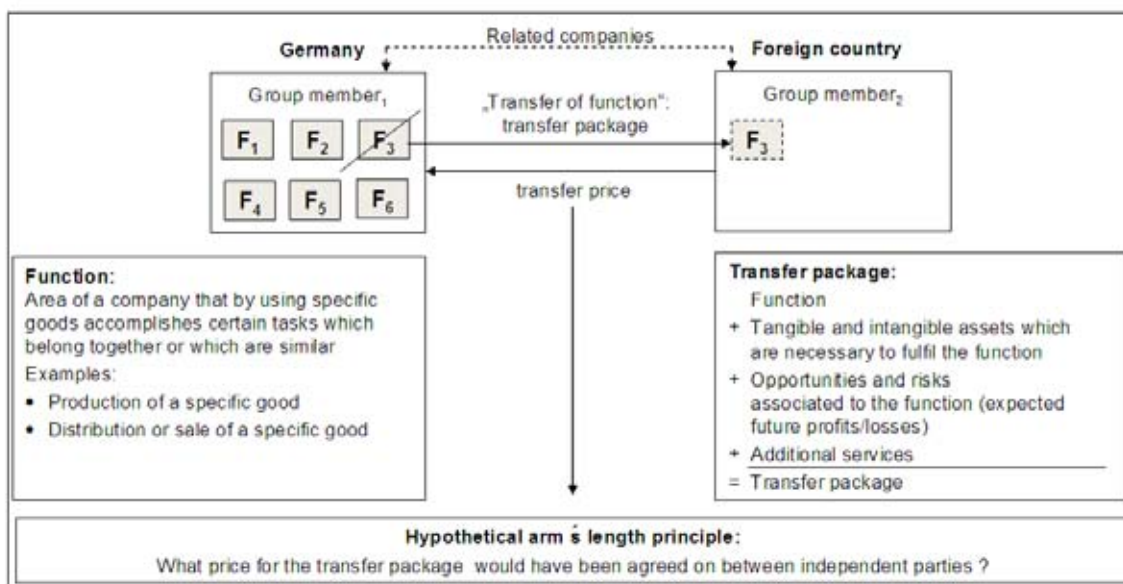 Related companies
Germany
Foreign country
Group member₁
„Transfer of function":
transfer package
Group member₂
F₁ F₂ F₃
F₃
transfer price
F₄ F₅ F₆
Function:
Area of a company that by using specific
goods accomplishes certain tasks which
belong together or which are similar
Examples:
• Production of a specific good
• Distribution or sale of a specific good
Transfer package:
Function
+ Tangible and intangible assets which
are necessary to fulfil the function
+ Opportunities and risks
associated to the function (expected
future profits/losses)
+ Additional services
= Transfer package
Hypothetical arm ́s length principle:
What price for the transfer package would have been agreed on between independent parties ?